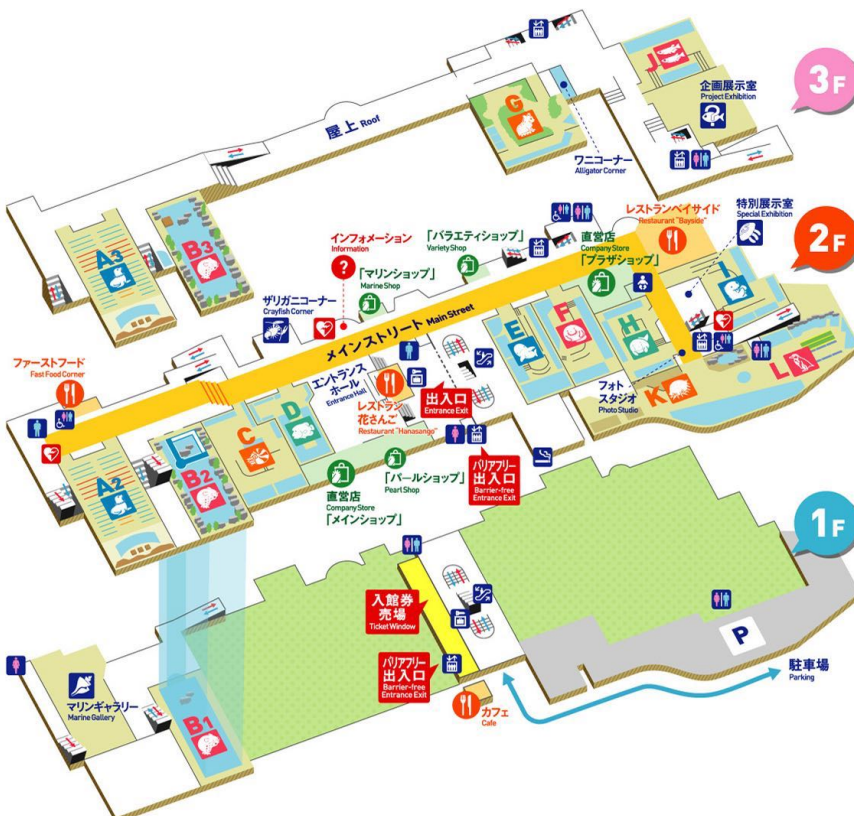 J
企画展示室
Project Exhibition
3F
G
屋上 Roof
ワニコーナー
Alligator Corner
A3
B3
インフォメーション
Information
?
「バラエティショップ」
Variety Shop
直営店
Company Store
「プラザショップ」
レストランベイサイド
Restaurant "Bayside"
特別展示室
Special Exhibition
2F
「マリンショップ」
Marine Shop
ザリガニコーナー
Crayfish Corner
メインストリート Main Street
E
F
H
I
L
K
ファーストフード
Fast Food Corner
エントランス
ホール
Entrance Hall
レストラン
花さんご
Restaurant "Hanasango"
出入口
Entrance Exit
フォト
スタジオ
Photo Studio
C
D
A2
B2
直営店
Company Store
「メインショップ」
「パールショップ」
Pearl Shop
バリアフリー
出入口
Barrier-free
Entrance Exit
1F
入館券
売場
Ticket Window
バリアフリー
出入口
Barrier-free
Entrance Exit
カフェ
Cafe
P
駐車場
Parking
マリンギャラリー
Marine Gallery
B1